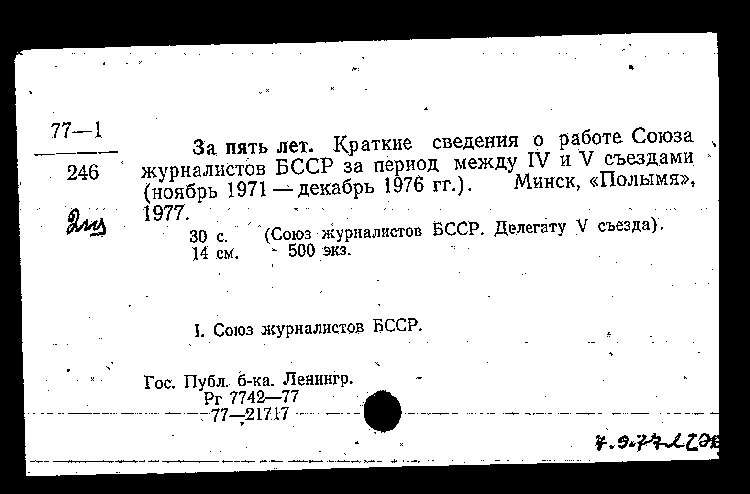 77—1
246
За пять лет. Краткие сведения о работе Союза
журналистов БССР за период между IV и V съездами
(ноябрь 1971 — декабрь 1976 гг.). Минск, «Полымя»,
1977.
30 с. (Союз журналистов БССР. Делегату V съезда).
14 см. 500 экз.
I. Союз журналистов БССР.
Гос. Публ. б-ка. Ленингр.
Рг 7742—77
77—21717